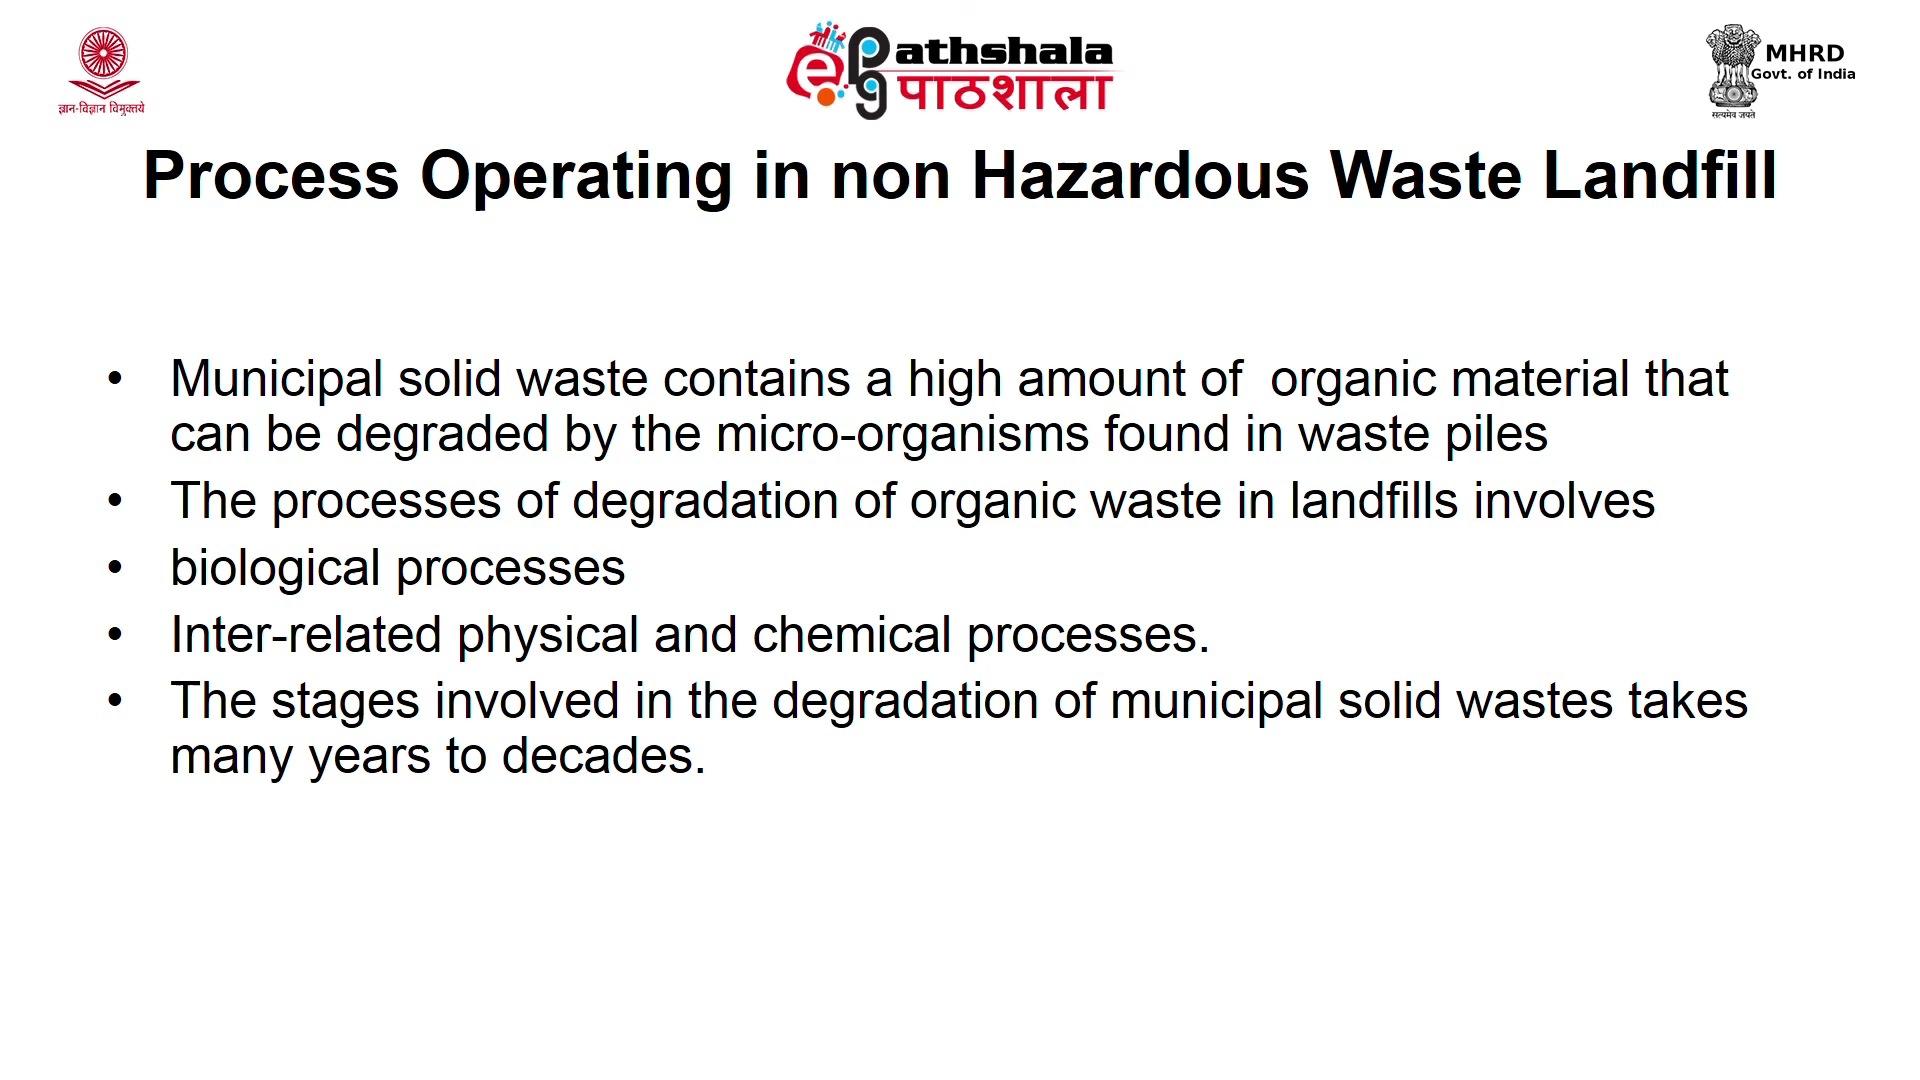 ज्ञान-विज्ञान विमुक्तये
e PG athshala
पाठशाला
MHRD
Govt. of India
सत्यमेव जयते
Process Operating in non Hazardous Waste Landfill
• Municipal solid waste contains a high amount of  organic material that
can be degraded by the micro-organisms found in waste piles
• The processes of degradation of organic waste in landfills involves
• biological processes
• Inter-related physical and chemical processes.
• The stages involved in the degradation of municipal solid wastes takes
many years to decades.